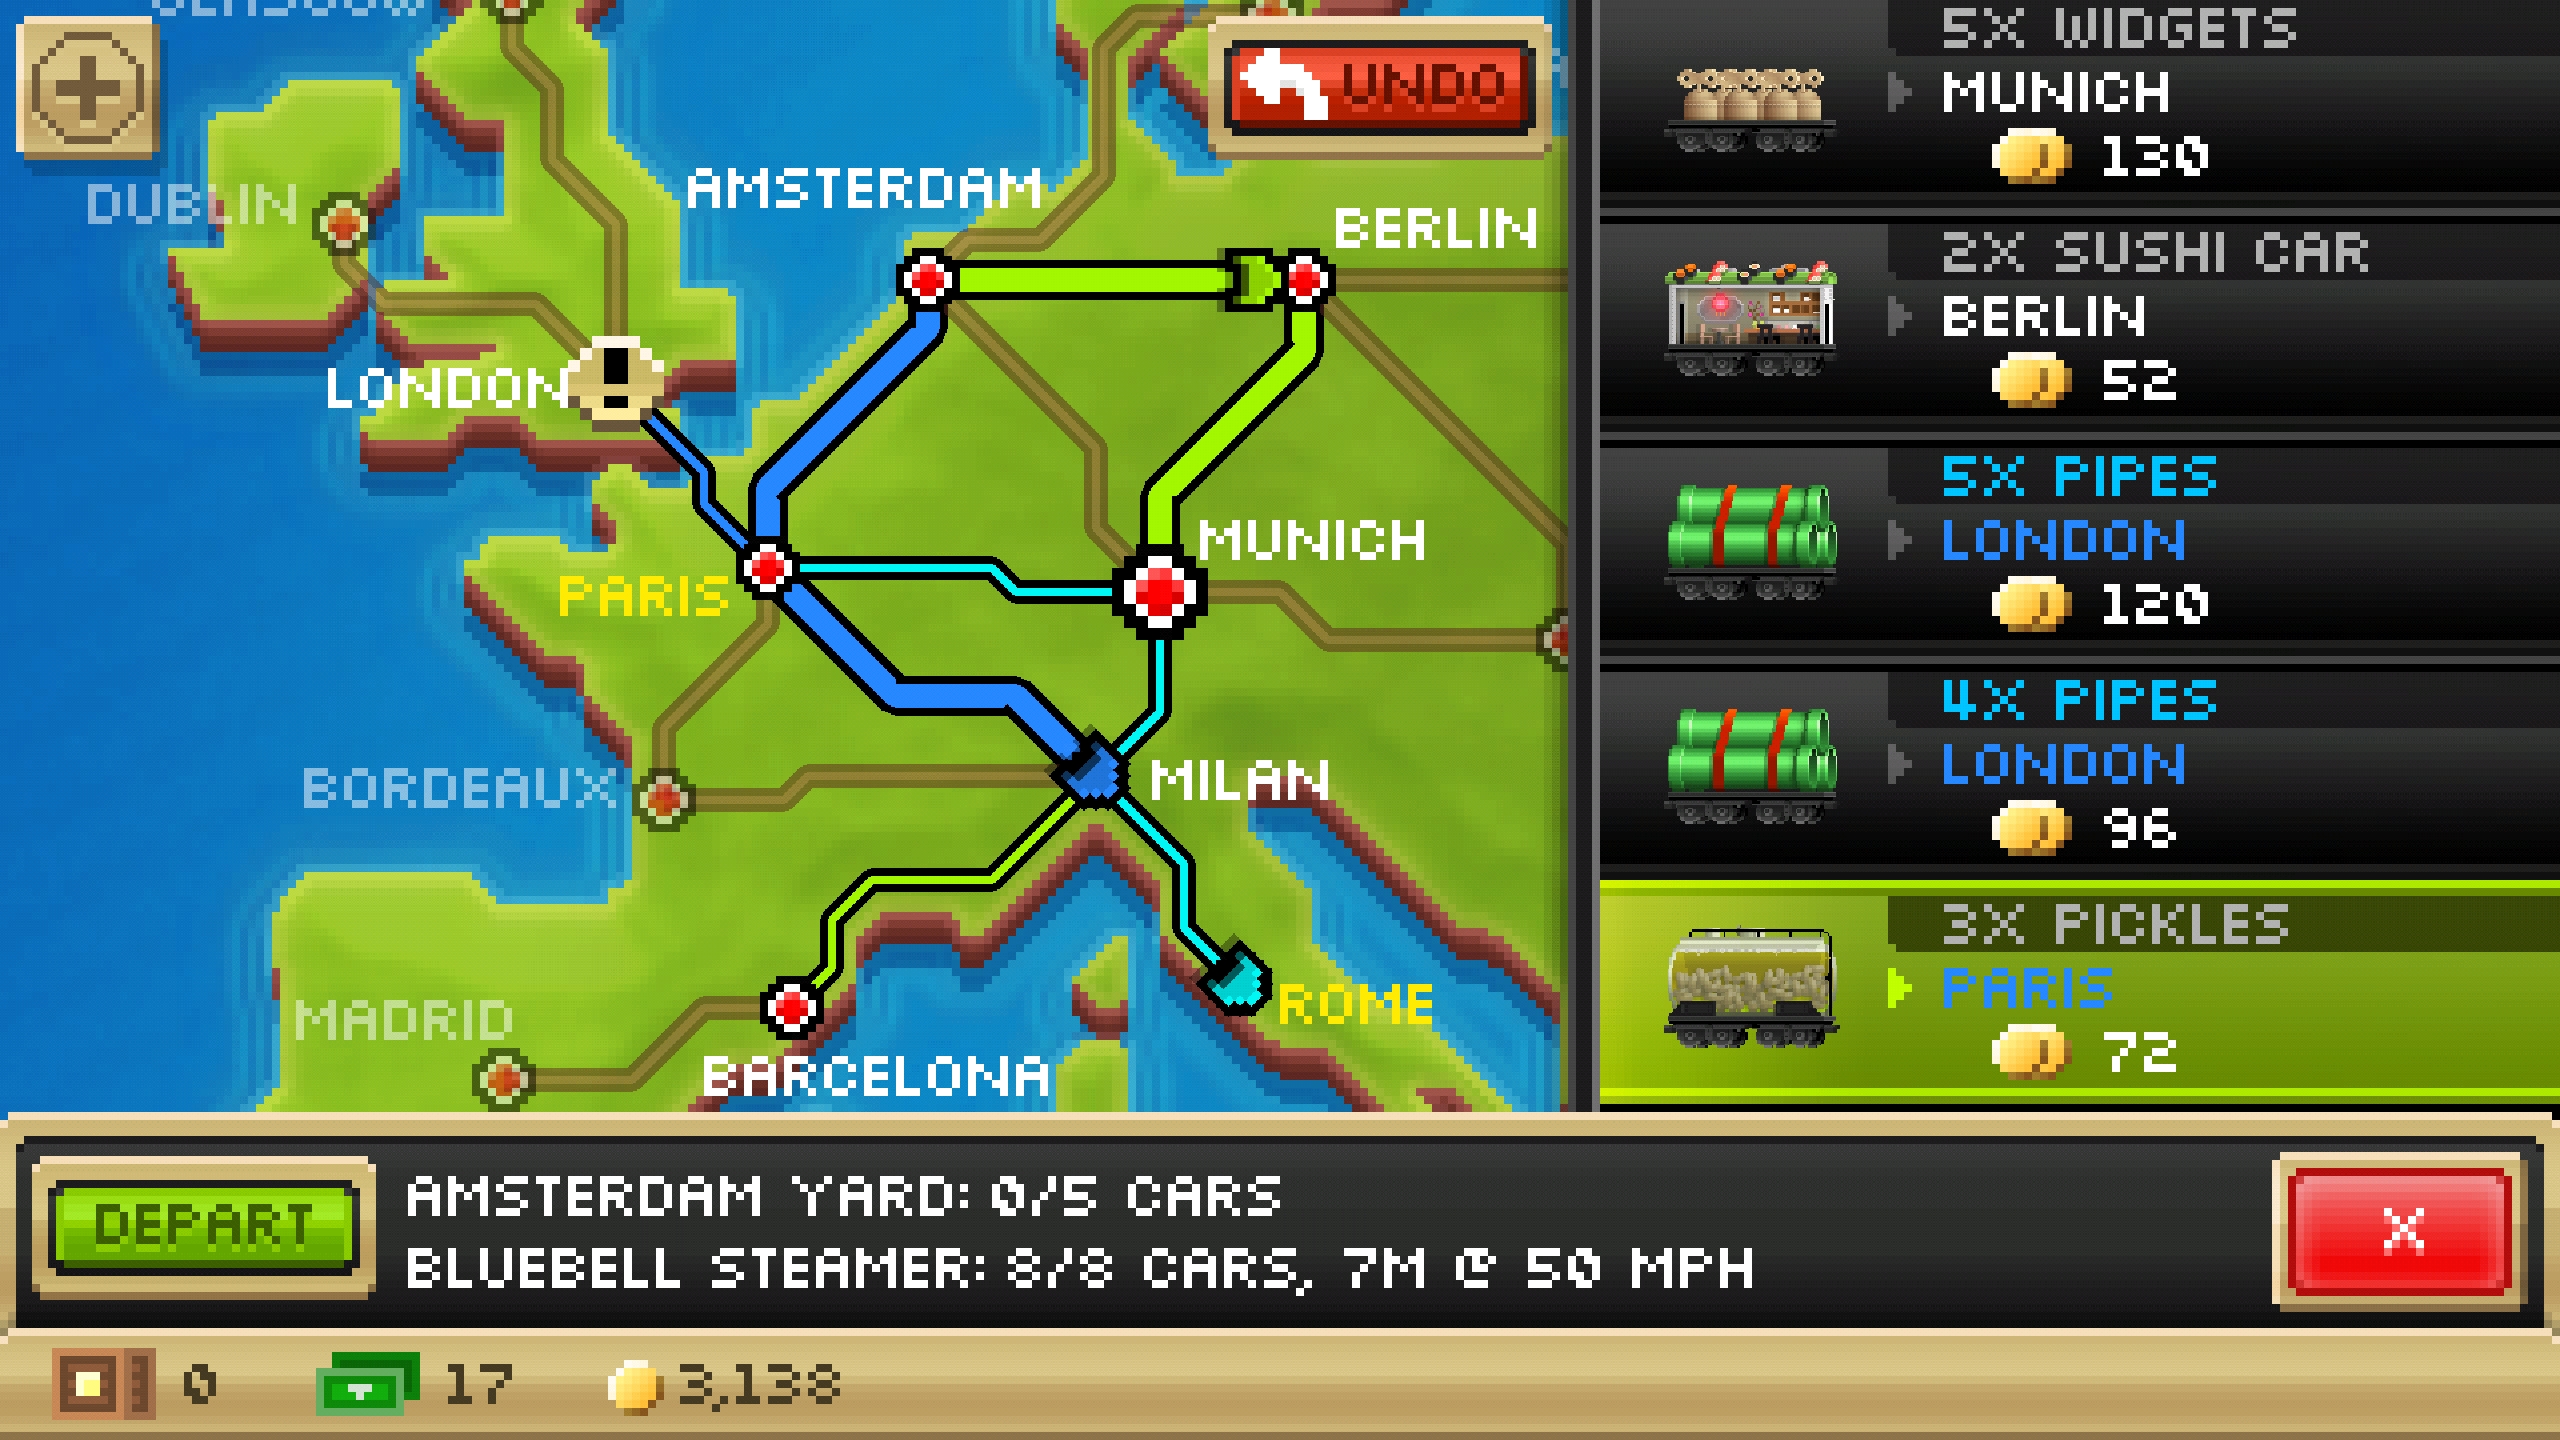 GLASGOW
UNDO
DUBLIN
AMSTERDAM
BERLIN
LONDON
MUNICH
PARIS
BORDEAUX
MILAN
MADRID
ROME
BARCELONA
5X WIDGETS
MUNICH
130
2X SUSHI CAR
BERLIN
52
5X PIPES
LONDON
120
4X PIPES
LONDON
96
3X PICKLES
PARIS
72
DEPART
AMSTERDAM YARD: 0/5 CARS
BLUEBELL STEAMER: 8/8 CARS, 7M @ 50 MPH
X
0
17
3,138